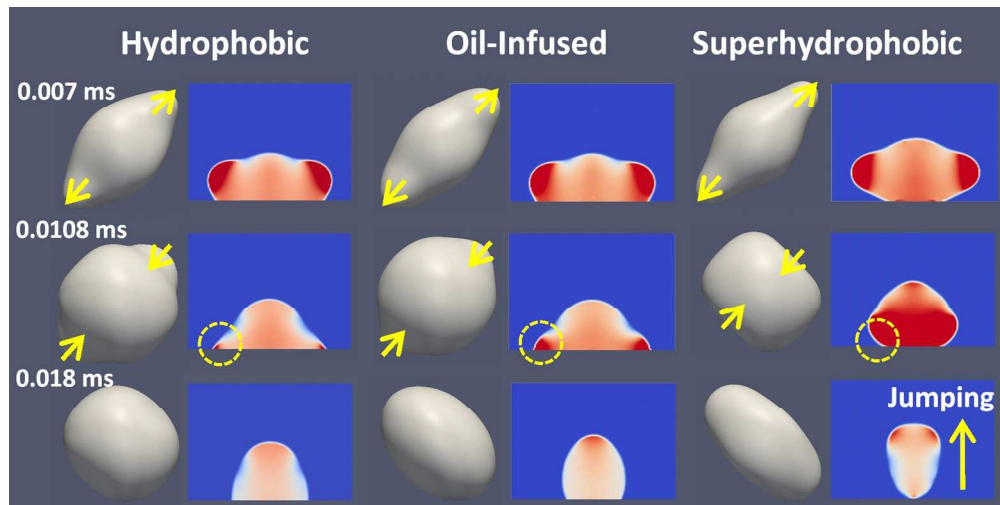 Hydrophobic Oil-Infused Superhydrophobic
0.007 ms
0.0108 ms
0.018 ms
Jumping